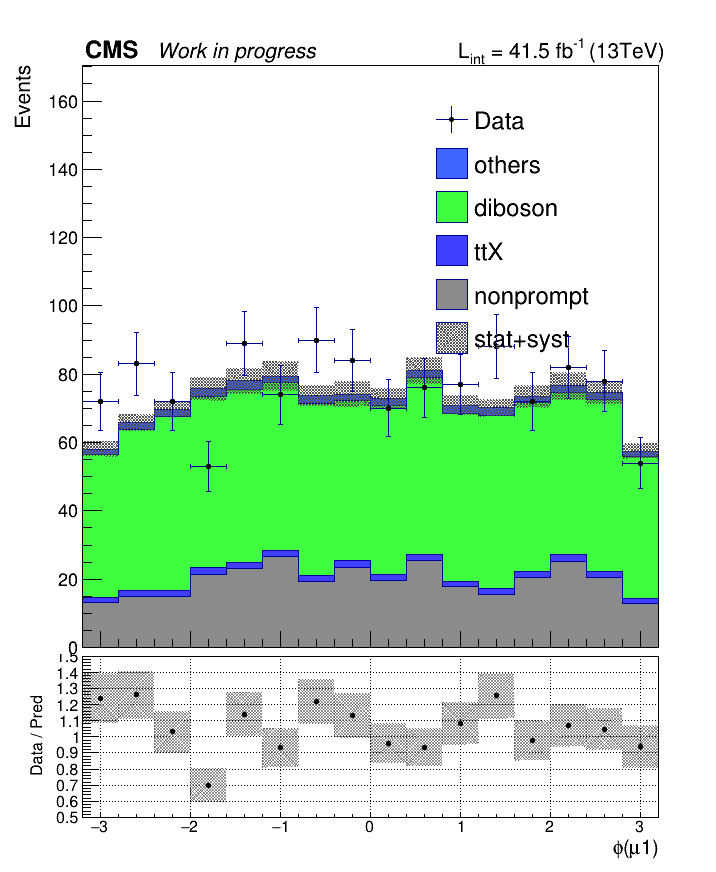 CMS Work in progress L_int = 41.5 fb^-1 (13TeV)
Events
160
140
120
100
80
60
40
20
0
Data
others
diboson
ttX
nonprompt
stat+syst
Data / Pred
1.5
1.4
1.3
1.2
1.1
1
0.9
0.8
0.7
0.6
0.5
−3 −2 −1 0 1 2 3
ϕ(μ1)